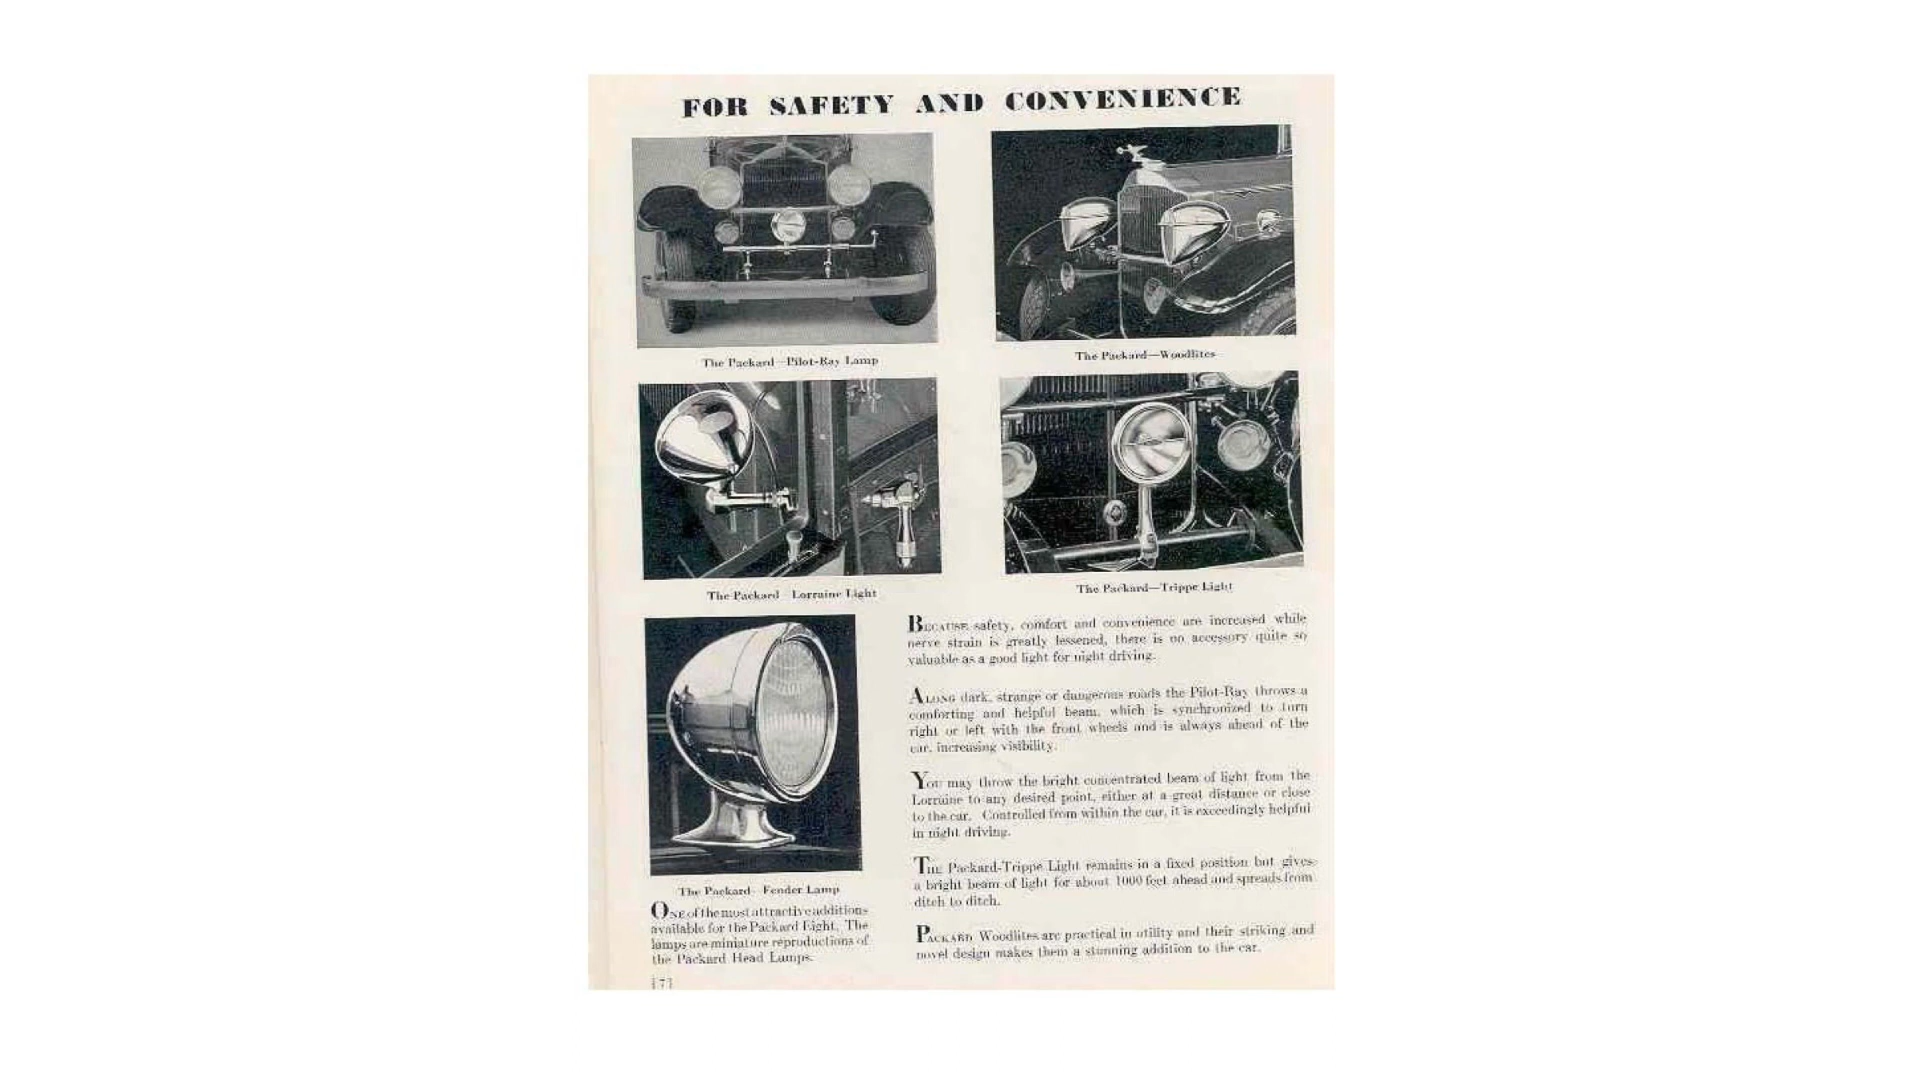 FOR SAFETY AND CONVENIENCE
The Packard—Pilot-Ray Lamp
The Packard—Woodlites
The Packard—Lorraine Light
The Packard—Trippe Light
The Packard—Fender Lamp
ONE of the most attractive additions
available for the Packard Eight. The
lamps are miniature reproductions of
the Packard Head Lamps.
BECAUSE safety, comfort and convenience are increased while
nerve strain is greatly lessened, there is no accessory quite so
valuable as a good light for night driving.
ALONG dark, strange or dangerous roads the Pilot-Ray throws a
comforting and helpful beam, which is synchronized to turn
right or left with the front wheels and is always ahead of the
car, increasing visibility.
YOU may throw the bright concentrated beam of light from the
Lorraine to any desired point, either at a great distance or close
to the car. Controlled from within the car, it is exceedingly helpful
in night driving.
THE Packard-Trippe Light remains in a fixed position but gives
a bright beam of light for about 1000 feet ahead and spreads from
ditch to ditch.
PACKARD Woodlites are practical in utility and their striking and
novel design makes them a stunning addition to the car.
[7]